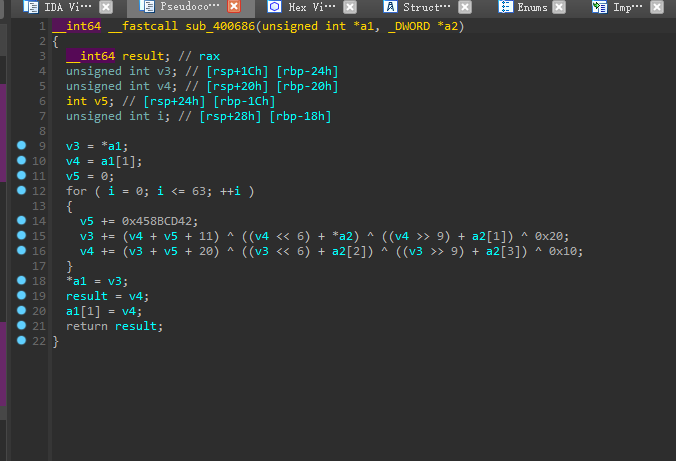 IDA Vi⋯
Pseudoco⋯
Hex Vi⋯
Struct⋯
Enums
Imp⋯
1 __int64 __fastcall sub_400686(unsigned int *a1, _DWORD *a2)
2 {
3 __int64 result; // rax
4 unsigned int v3; // [rsp+1Ch] [rbp-24h]
5 unsigned int v4; // [rsp+20h] [rbp-20h]
6 int v5; // [rsp+24h] [rbp-1Ch]
7 unsigned int i; // [rsp+28h] [rbp-18h]
8
9 v3 = *a1;
10 v4 = a1[1];
11 v5 = 0;
12 for ( i = 0; i <= 63; ++i )
13 {
14 v5 += 0x458BCD42;
15 v3 += (v4 + v5 + 11) ^ ((v4 << 6) + *a2) ^ ((v4 >> 9) + a2[1]) ^ 0x20;
16 v4 += (v3 + v5 + 20) ^ ((v3 << 6) + a2[2]) ^ ((v3 >> 9) + a2[3]) ^ 0x10;
17 }
18 *a1 = v3;
19 result = v4;
20 a1[1] = v4;
21 return result;
22 }